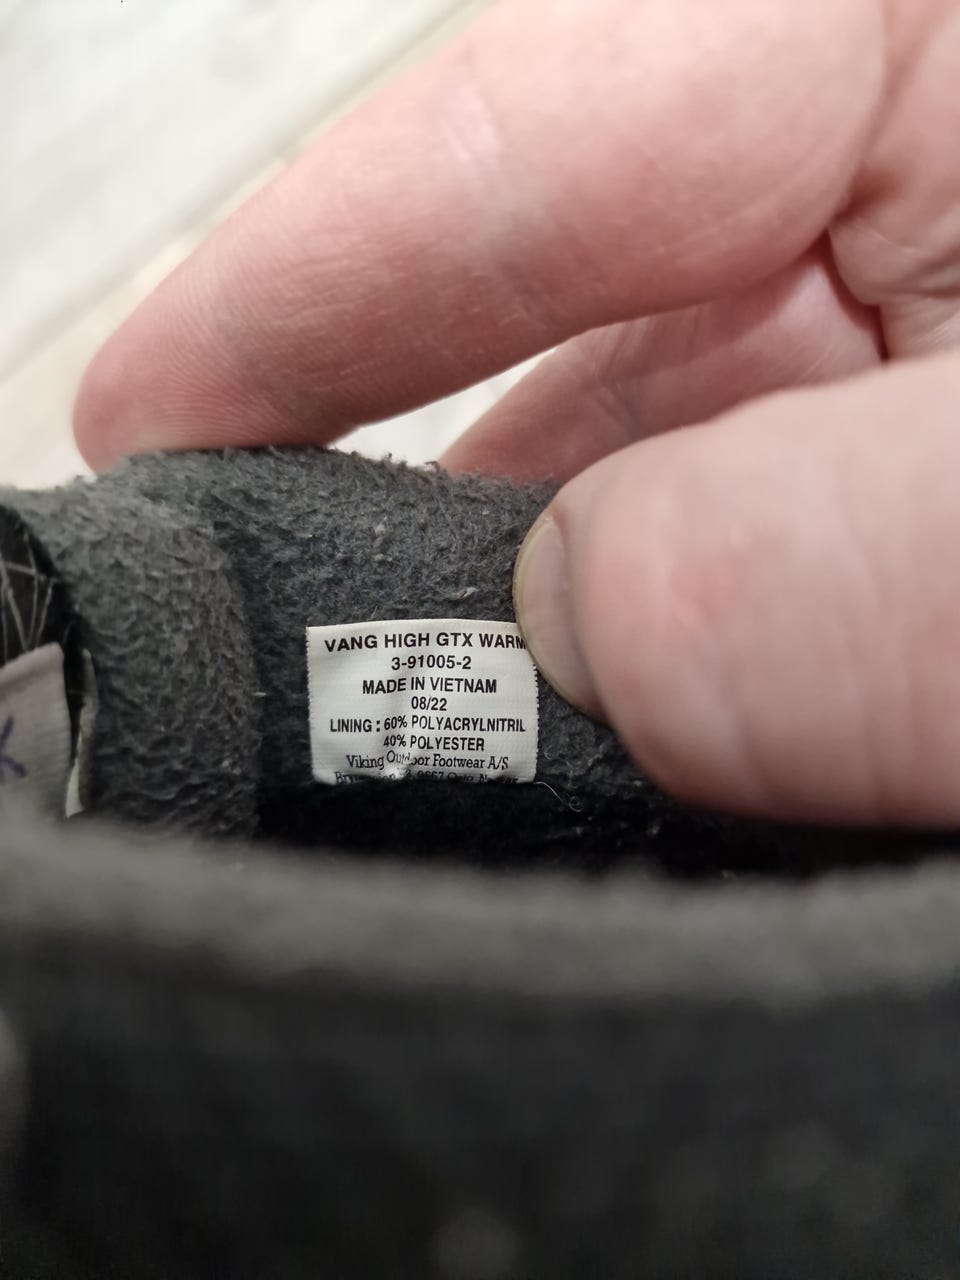 VANG HIGH GTX WARM
3-91005-2
MADE IN VIETNAM
08/22
LINING : 60% POLYACRYLNITRIL
40% POLYESTER
Viking Outdoor Footwear A/S